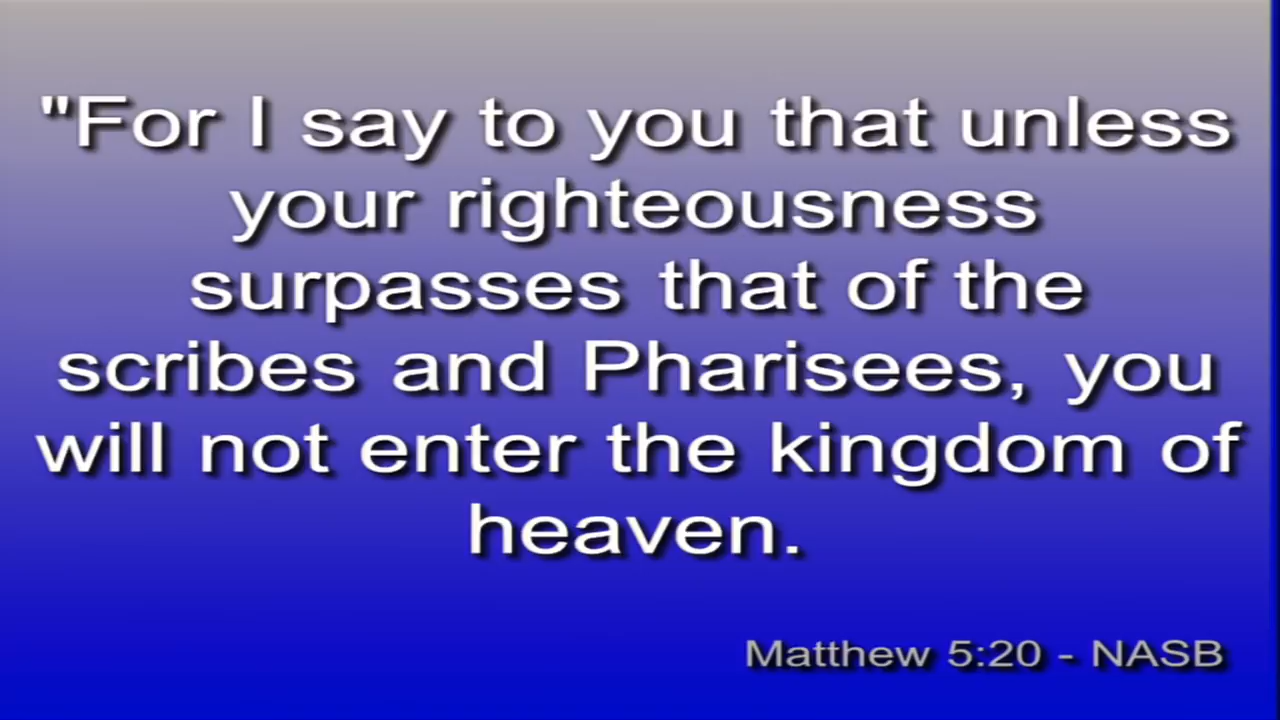 "For I say to you that unless
your righteousness
surpasses that of the
scribes and Pharisees, you
will not enter the kingdom of
heaven.
Matthew 5:20 - NASB